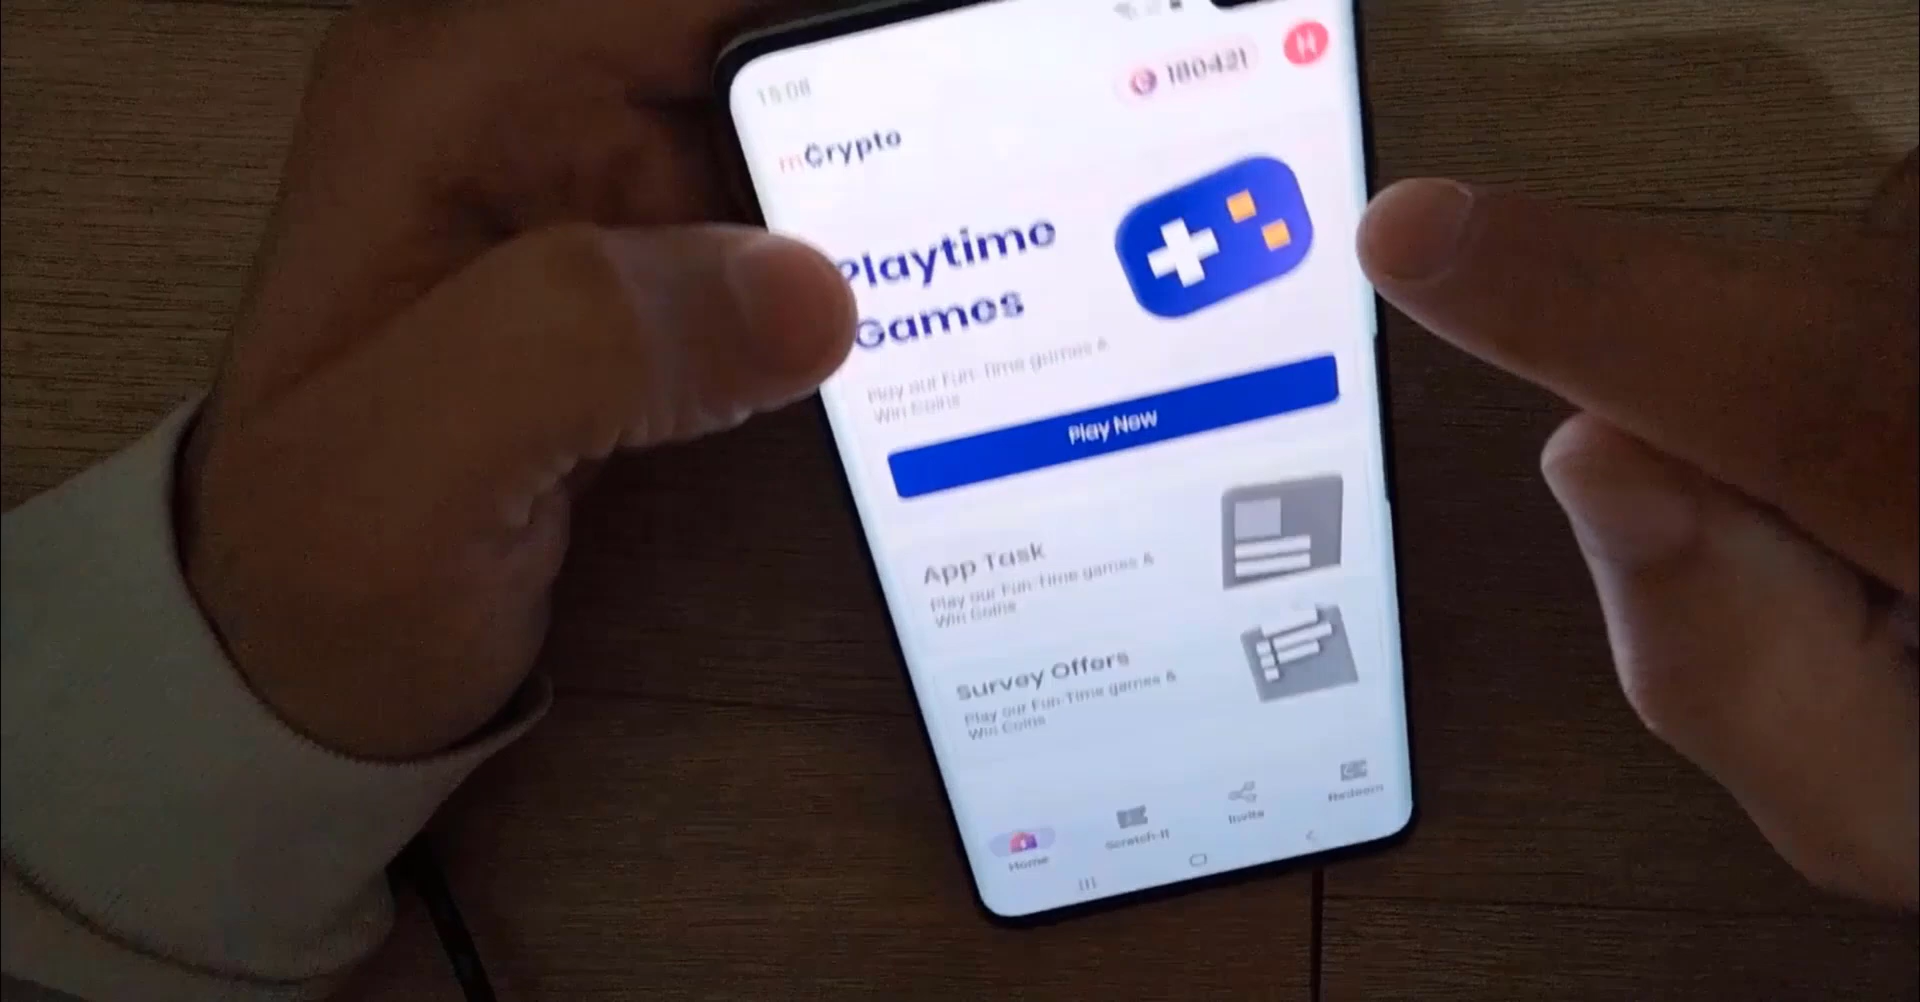 15:08
180421
H
mCrypto
Playtime
Games
Play our Fun-Time games &
Win Coins
Play Now
App Task
Play our Fun-Time games &
Win Coins
Survey Offers
Play our Fun-Time games &
Win Coins
Home
Scratch-It
Invite
Redeem